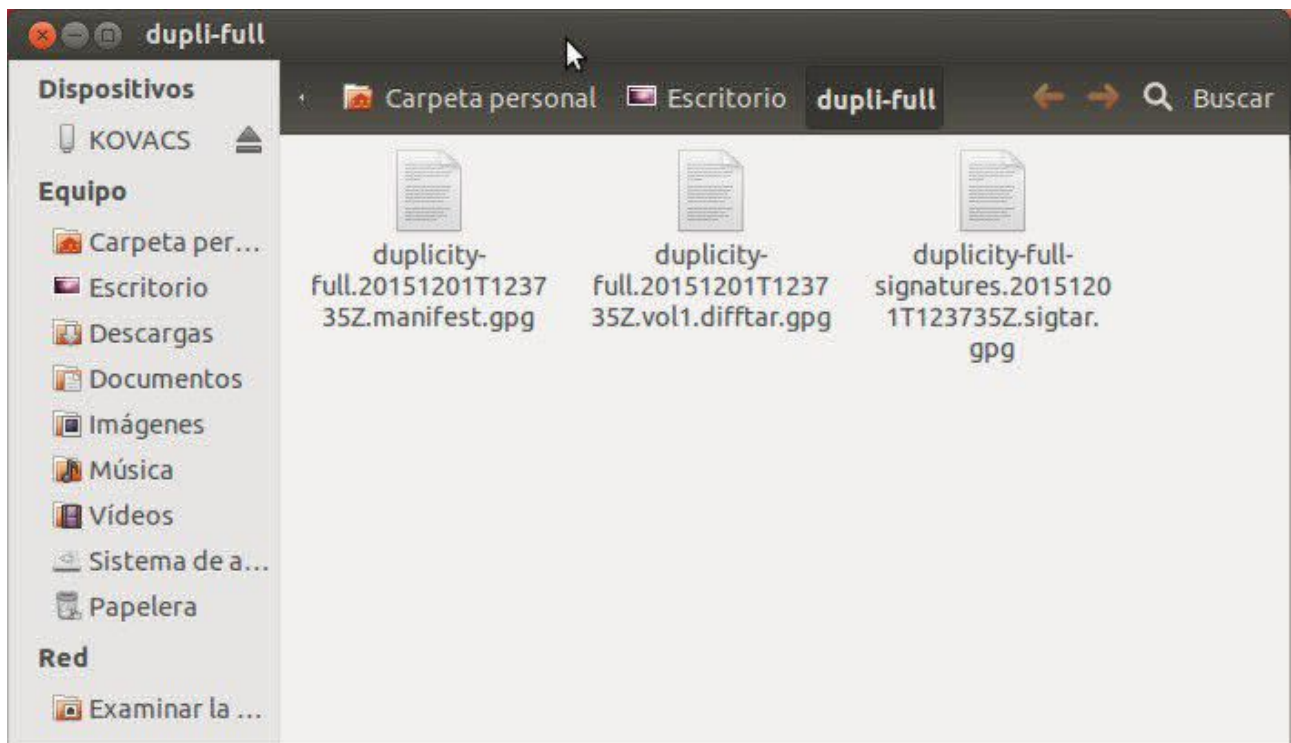 dupli-full
Dispositivos
KOVACS
Equipo
Carpeta per...
Escritorio
Descargas
Documentos
Imágenes
Música
Vídeos
Sistema de a...
Papelera
Red
Examinar la ...
Carpeta personal Escritorio dupli-full Buscar
duplicity-
full.20151201T1237
35Z.manifest.gpg
duplicity-
full.20151201T1237
35Z.vol1.difftar.gpg
duplicity-full-
signatures.2015120
1T123735Z.sigtar.
gpg